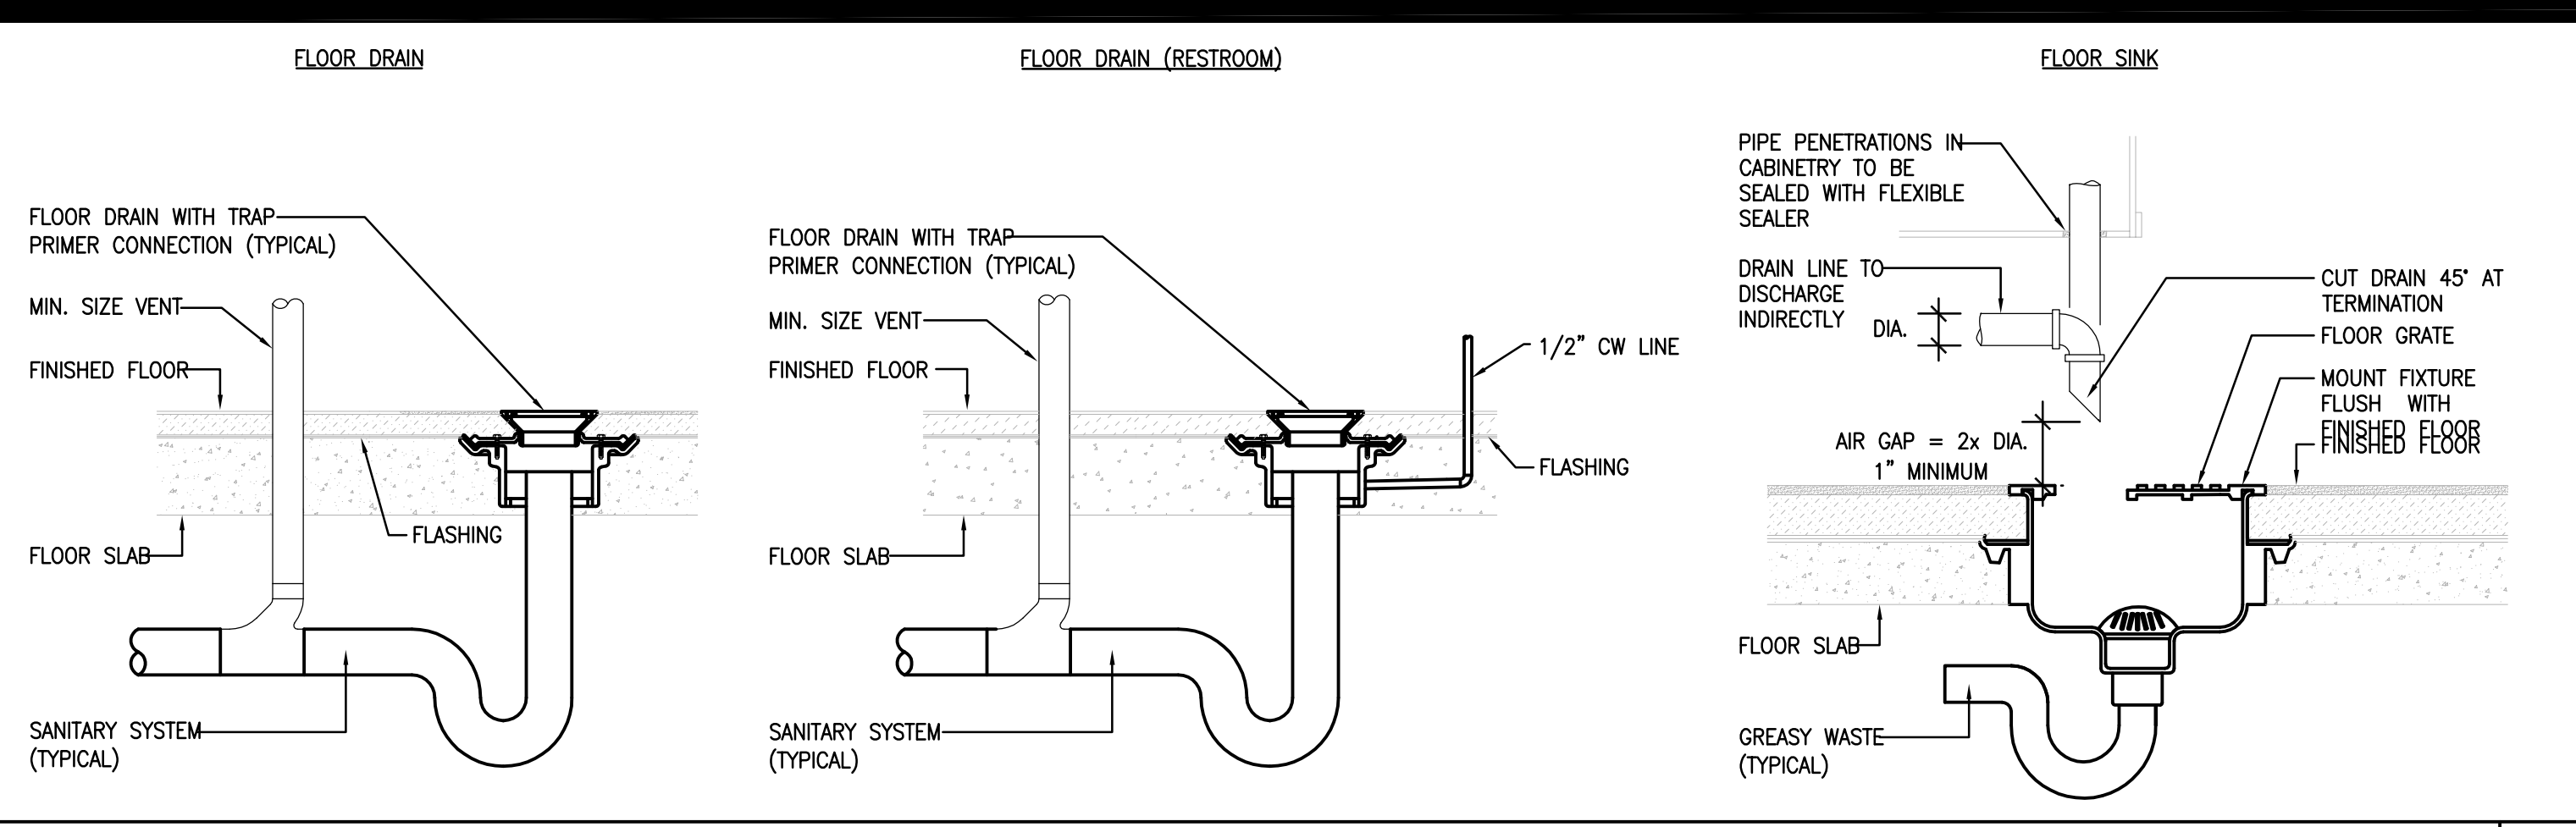 FLOOR DRAIN
FLOOR DRAIN WITH TRAP
PRIMER CONNECTION (TYPICAL)
MIN. SIZE VENT
FINISHED FLOOR
FLASHING
FLOOR SLAB
SANITARY SYSTEM
(TYPICAL)
FLOOR DRAIN (RESTROOM)
FLOOR DRAIN WITH TRAP
PRIMER CONNECTION (TYPICAL)
MIN. SIZE VENT
1/2" CW LINE
FINISHED FLOOR
FLASHING
FLOOR SLAB
SANITARY SYSTEM
(TYPICAL)
FLOOR SINK
PIPE PENETRATIONS IN
CABINETRY TO BE
SEALED WITH FLEXIBLE
SEALER
DRAIN LINE TO
DISCHARGE
INDIRECTLY
DIA.
CUT DRAIN 45° AT
TERMINATION
FLOOR GRATE
MOUNT FIXTURE
FLUSH WITH
FINISHED FLOOR
FINISHED FLOOR
AIR GAP = 2x DIA.
1" MINIMUM
FLOOR SLAB
GREASY WASTE
(TYPICAL)